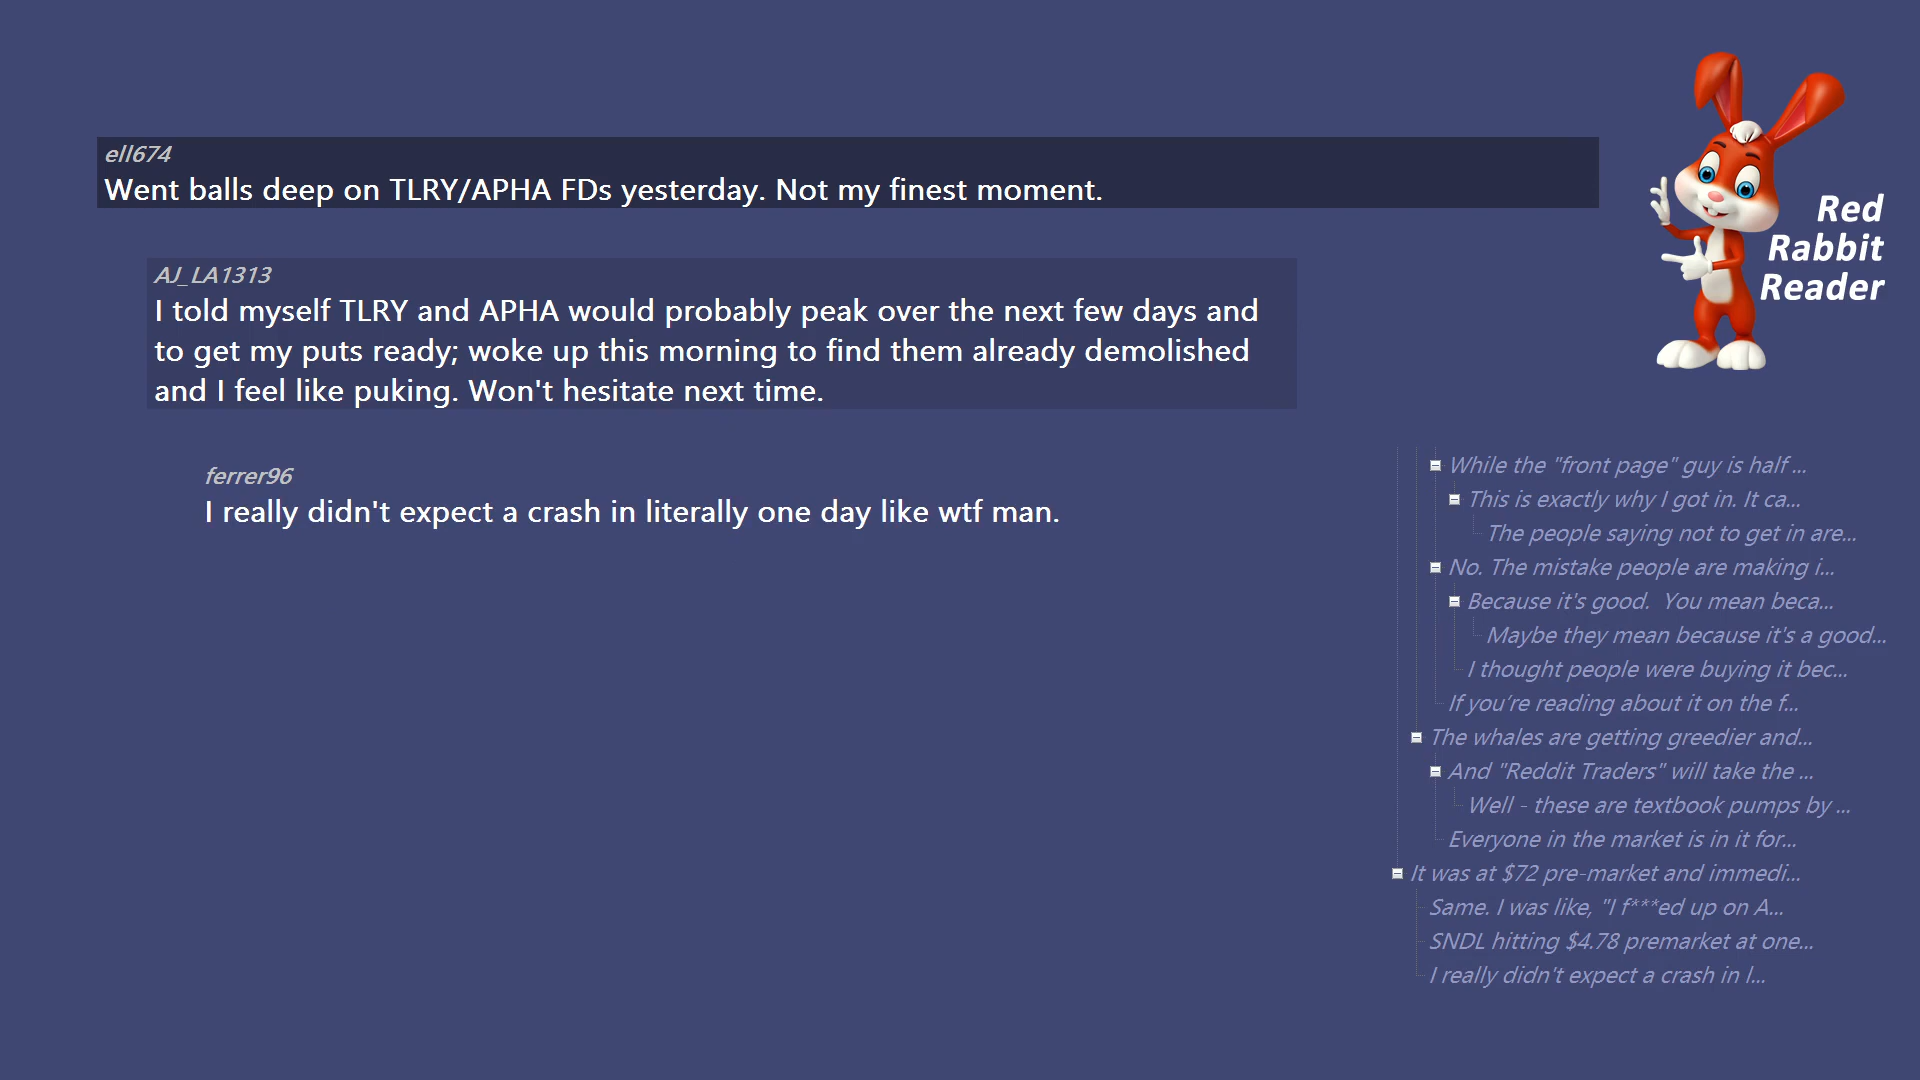 ell674
Went balls deep on TLRY/APHA FDs yesterday. Not my finest moment.
AJ_LA1313
I told myself TLRY and APHA would probably peak over the next few days and
to get my puts ready; woke up this morning to find them already demolished
and I feel like puking. Won't hesitate next time.
ferrer96
I really didn't expect a crash in literally one day like wtf man.
Red
Rabbit
Reader
While the "front page" guy is half ...
This is exactly why I got in. It ca...
The people saying not to get in are...
No. The mistake people are making i...
Because it's good.  You mean beca...
Maybe they mean because it's a good...
I thought people were buying it bec...
If you’re reading about it on the f...
The whales are getting greedier and...
And "Reddit Traders" will take the ...
Well - these are textbook pumps by ...
Everyone in the market is in it for...
It was at $72 pre-market and immedi...
Same. I was like, "I f***ed up on A...
SNDL hitting $4.78 premarket at one...
I really didn't expect a crash in l...